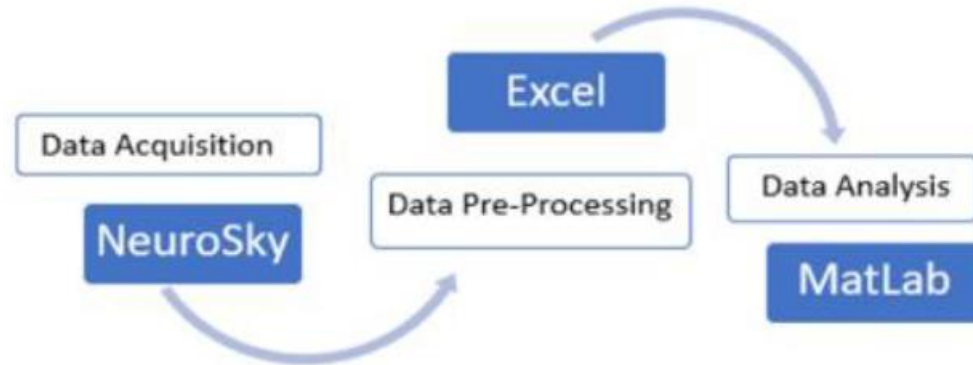 Data Acquisition
NeuroSky
Excel
Data Pre-Processing
Data Analysis
MatLab